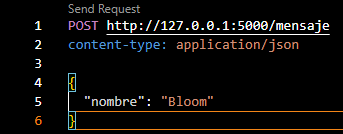 Send Request
1 POST http://127.0.0.1:5000/mensaje
2 content-type: application/json
3
4 {
5 "nombre": "Bloom"
6 }